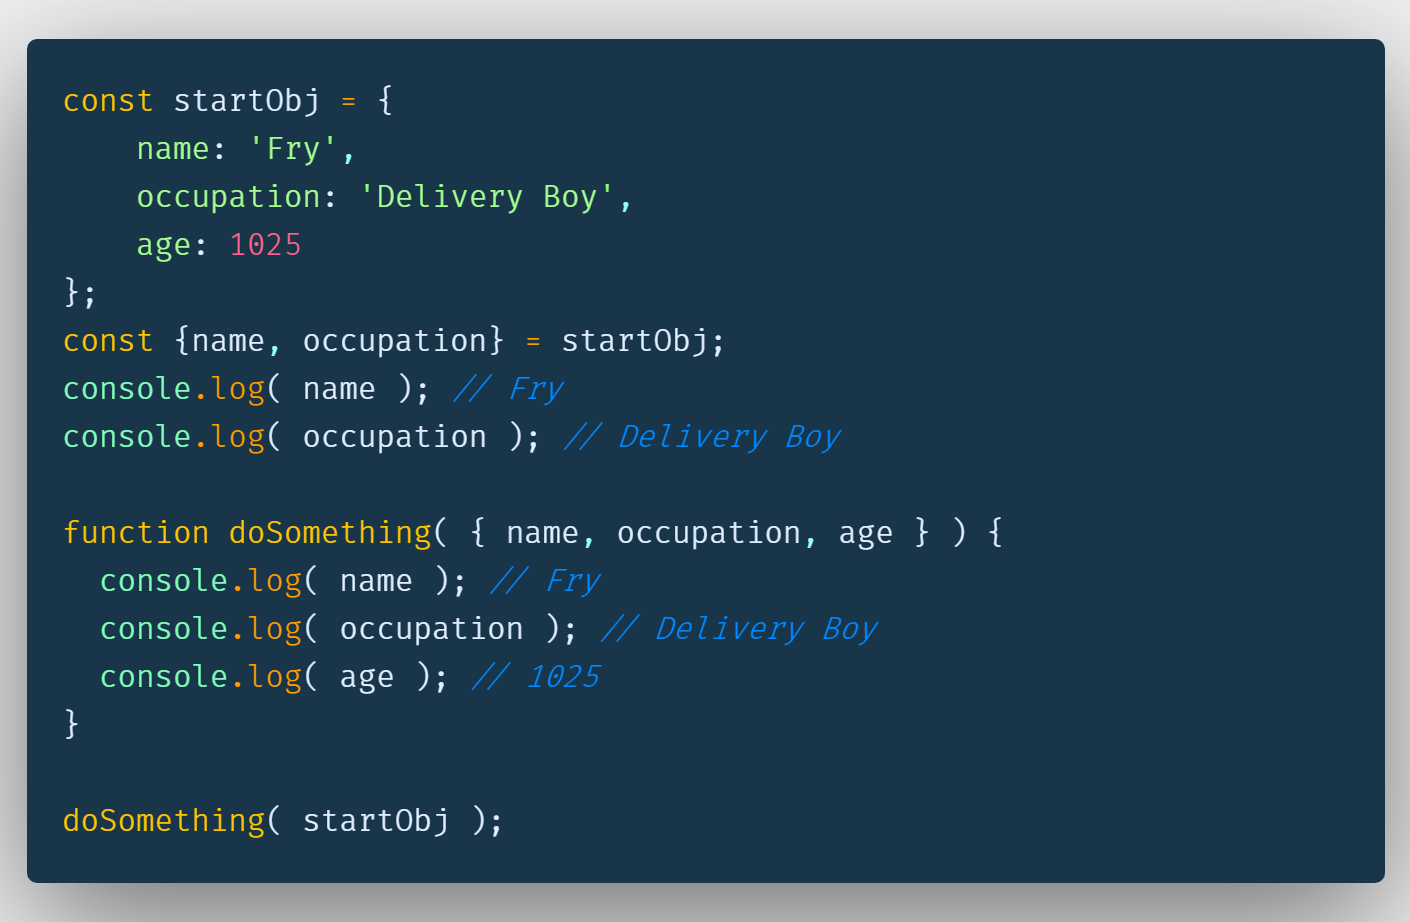 const startObj = {
    name: 'Fry',
    occupation: 'Delivery Boy',
    age: 1025
};
const {name, occupation} = startObj;
console.log( name ); // Fry
console.log( occupation ); // Delivery Boy

function doSomething( { name, occupation, age } ) {
  console.log( name ); // Fry
  console.log( occupation ); // Delivery Boy
  console.log( age ); // 1025
}

doSomething( startObj );